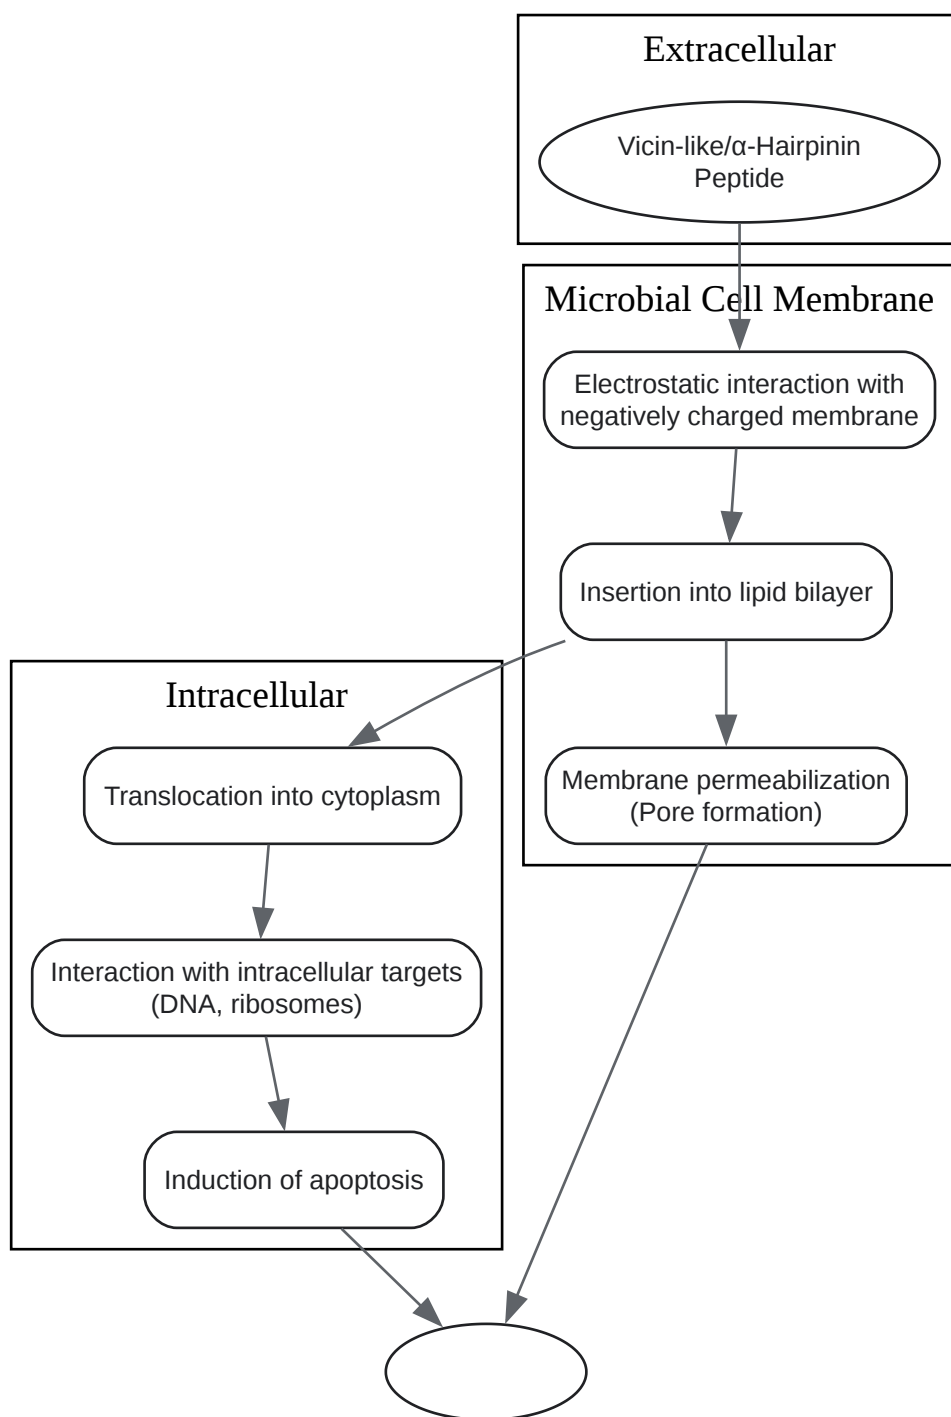 Extracellular
Vicin-like/α-Hairpinin
Peptide
Microbial Cell Membrane
Electrostatic interaction with
negatively charged membrane
Insertion into lipid bilayer
Intracellular
Translocation into cytoplasm
Membrane permeabilization
(Pore formation)
Interaction with intracellular targets
(DNA, ribosomes)
Induction of apoptosis